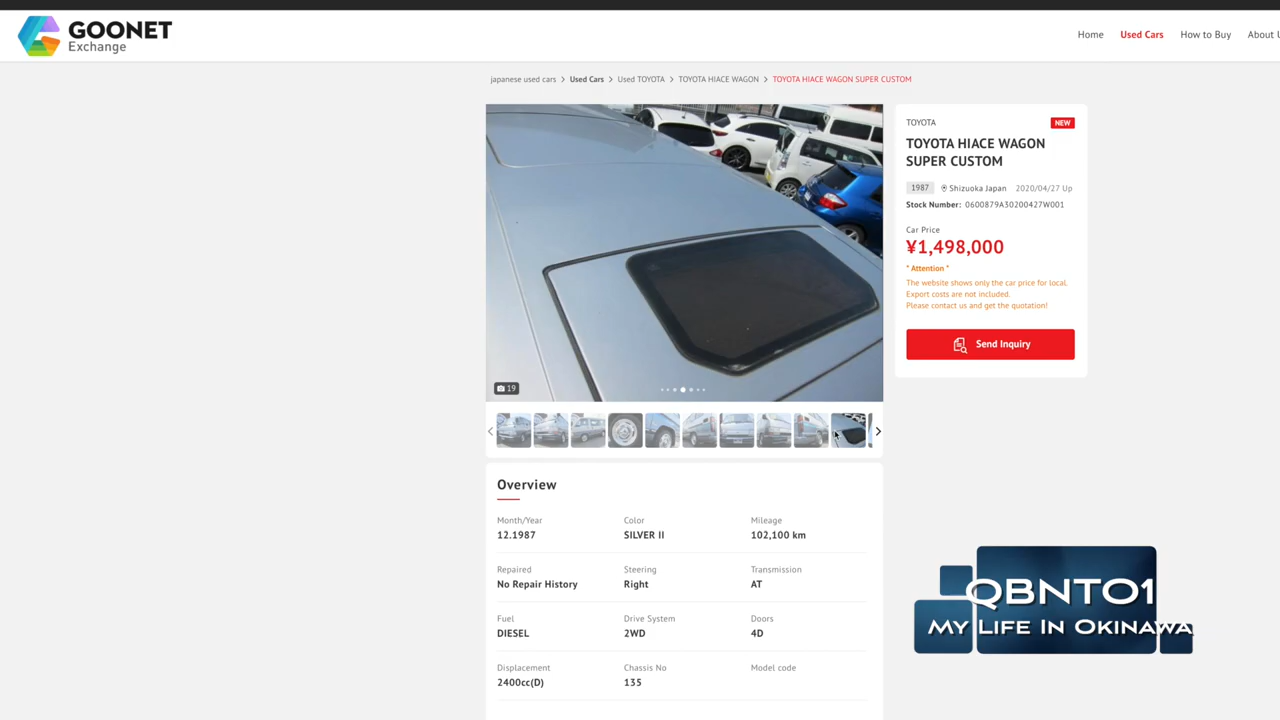 GOONET
Exchange
Home Used Cars How to Buy About U
japanese used cars > Used Cars > Used TOYOTA > TOYOTA HIACE WAGON > TOYOTA HIACE WAGON SUPER CUSTOM
TOYOTA NEW
TOYOTA HIACE WAGON
SUPER CUSTOM
1987 Shizuoka Japan 2020/04/27 Up
Stock Number: 0600879A30200427W001
Car Price
¥1,498,000
* Attention *
The website shows only the car price for local.
Export costs are not included.
Please contact us and get the quotation!
Send Inquiry
19
Overview
Month/Year Color Mileage
12.1987 SILVER II 102,100 km
Repaired Steering Transmission
No Repair History Right AT
Fuel Drive System Doors
DIESEL 2WD 4D
Displacement Chassis No Model code
2400cc(D) 135
QBNTO1
MY LIFE IN OKINAWA